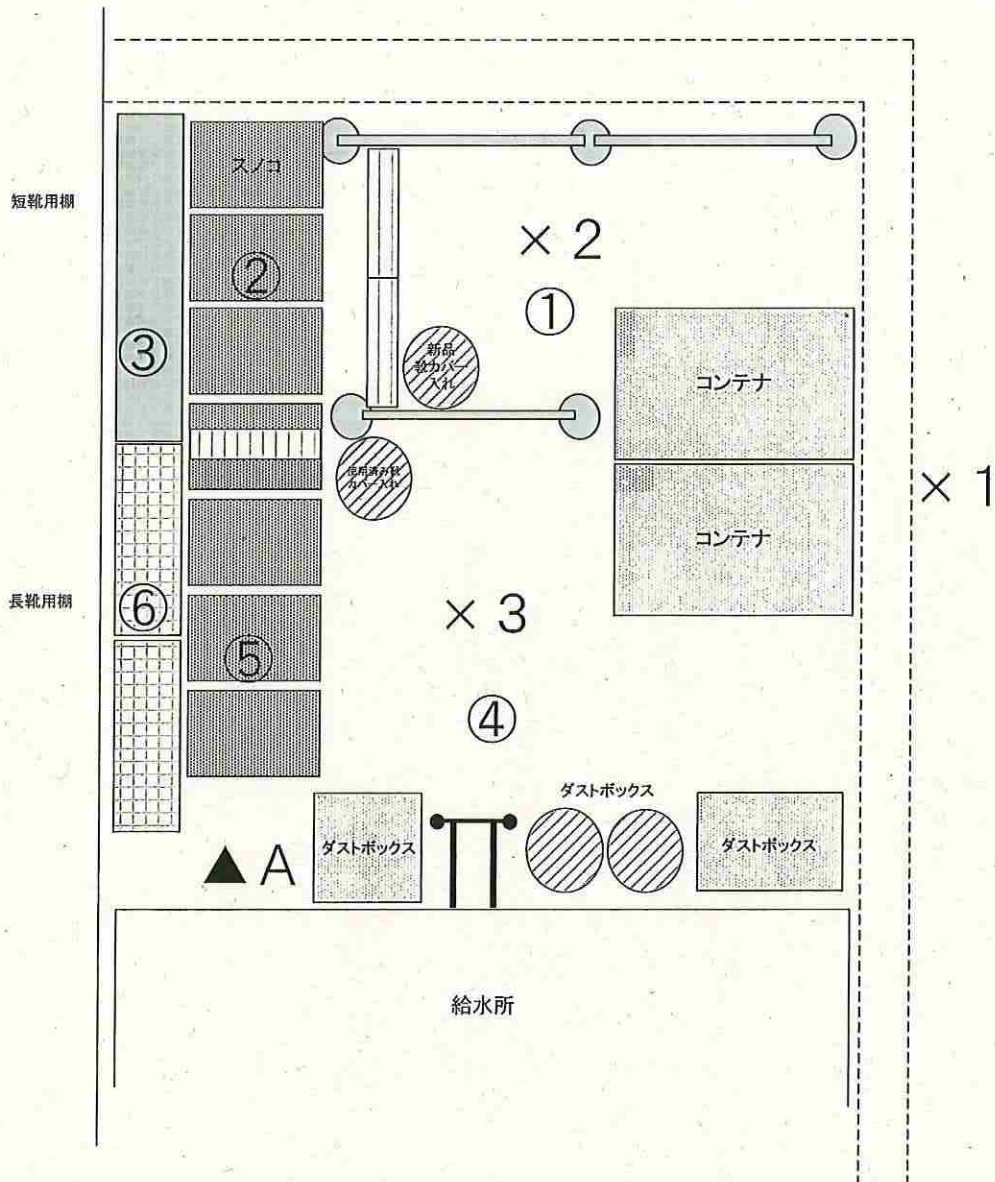 スノコ
短靴用棚
×2
②
①
③
新品
靴カバー
入れ
コンテナ
使用済み靴
カバー入れ
×1
コンテナ
長靴用棚
⑥
×3
⑤
④
ダストボックス
ダストボックス
ダストボックス
▲A
給水所